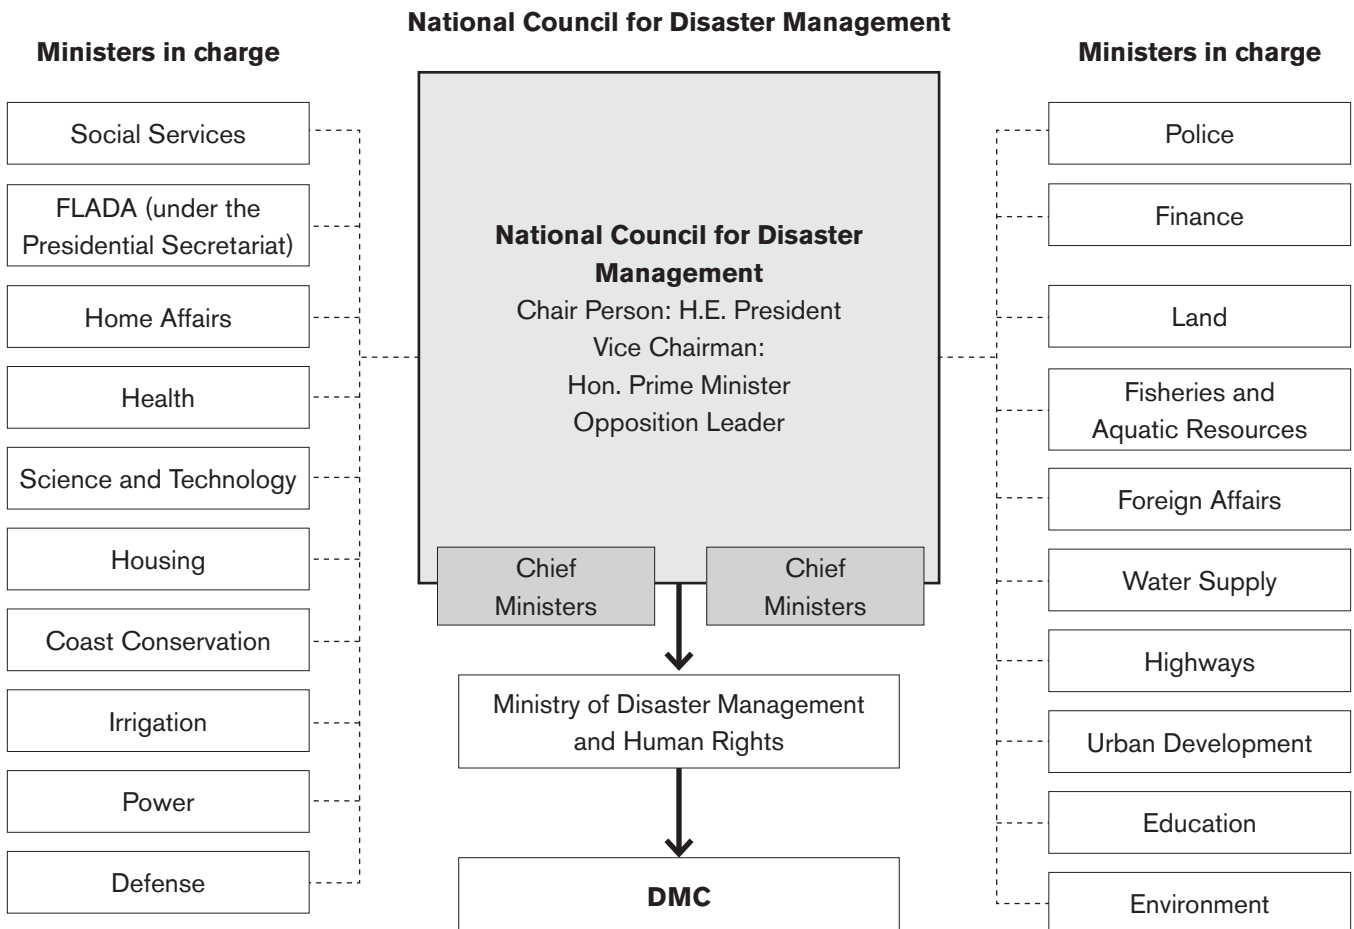 National Council for Disaster Management
Ministers in charge
Social Services
FLADA (under the
Presidential Secretariat)
Home Affairs
Health
Science and Technology
Housing
Coast Conservation
Irrigation
Power
Defense
National Council for Disaster
Management
Chair Person: H.E. President
Vice Chairman:
Hon. Prime Minister
Opposition Leader
Chief
Ministers
Chief
Ministers
Ministry of Disaster Management
and Human Rights
DMC
Ministers in charge
Police
Finance
Land
Fisheries and
Aquatic Resources
Foreign Affairs
Water Supply
Highways
Urban Development
Education
Environment